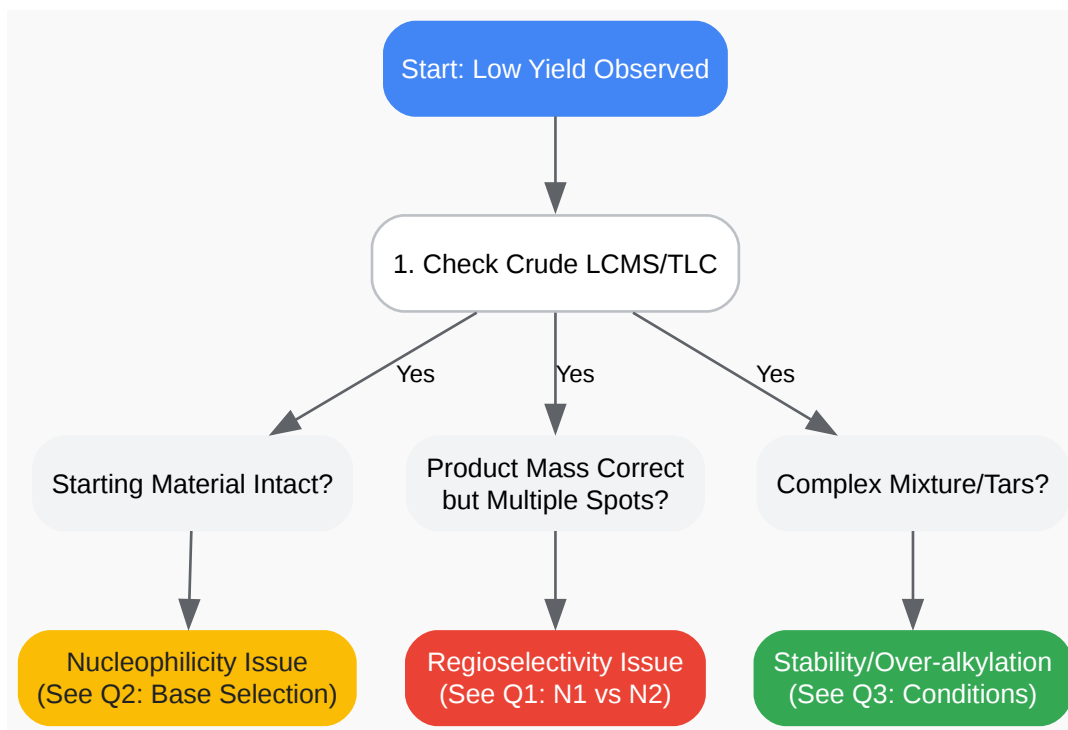 Start: Low Yield Observed
1. Check Crude LCMS/TLC
Yes
Yes
Yes
Starting Material Intact?
Product Mass Correct
but Multiple Spots?
Complex Mixture/Tars?
Nucleophilicity Issue
(See Q2: Base Selection)
Regioselectivity Issue
(See Q1: N1 vs N2)
Stability/Over-alkylation
(See Q3: Conditions)